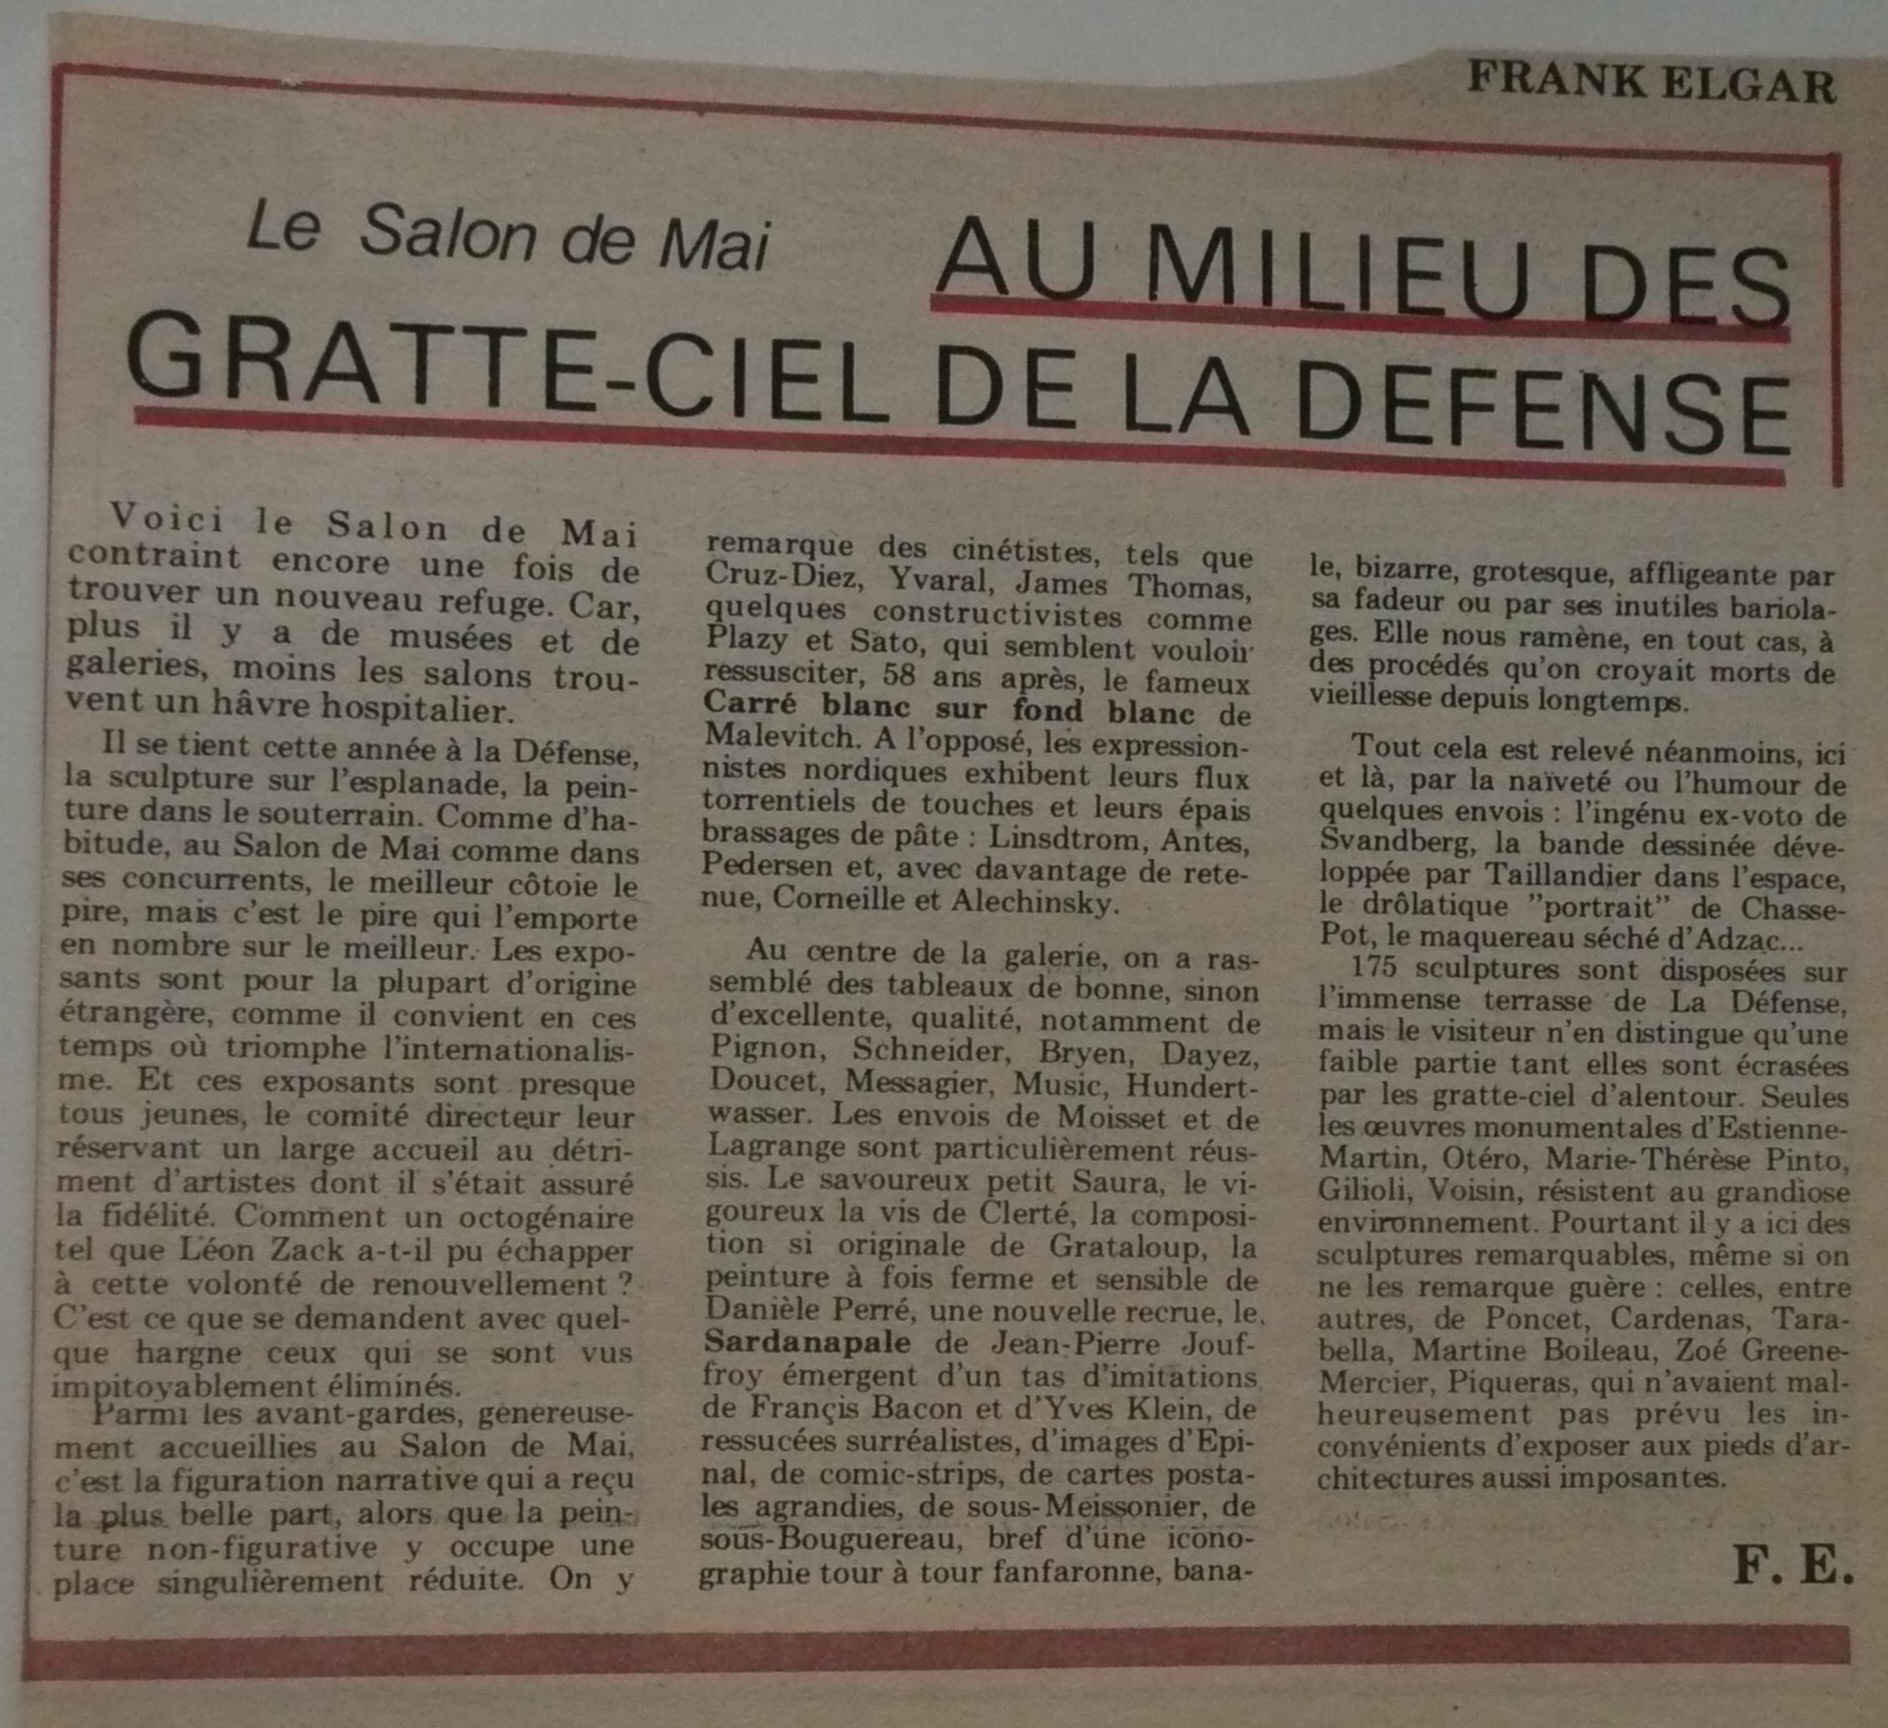 FRANK ELGAR
Le Salon de Mai
AU MILIEU DES
GRATTE-CIEL DE LA DEFENSE
Voici le Salon de Mai
contraint encore une fois de
trouver un nouveau refuge. Car,
plus il y a de musées et de
galeries, moins les salons trou-
vent un hâvre hospitalier.
Il se tient cette année à la Défense,
la sculpture sur l'esplanade, la pein-
ture dans le souterrain. Comme d'ha-
bitude, au Salon de Mai comme dans
ses concurrents, le meilleur côtoie le
pire, mais c'est le pire qui l'emporte
en nombre sur le meilleur. Les expo-
sants sont pour la plupart d'origine
étrangère, comme il convient en ces
temps où triomphe l'internationalis-
me. Et ces exposants sont presque
tous jeunes, le comité directeur leur
réservant un large accueil au détri-
ment d'artistes dont il s'était assuré
la fidélité. Comment un octogénaire
tel que Léon Zack a-t-il pu échapper
à cette volonté de renouvellement ?
C'est ce que se demandent avec quel-
que hargne ceux qui se sont vus
impitoyablement éliminés.
Parmi les avant-gardes, généreuse-
ment accueillies au Salon de Mai,
c'est la figuration narrative qui a reçu
la plus belle part, alors que la pein-
ture non-figurative y occupe une
place singulièrement réduite. On y
remarque des cinétistes, tels que
Cruz-Diez, Yvaral, James Thomas,
quelques constructivistes comme
Plazy et Sato, qui semblent vouloir
ressusciter, 58 ans après, le fameux
Carré blanc sur fond blanc de
Malevitch. A l'opposé, les expression-
nistes nordiques exhibent leurs flux
torrentiels de touches et leurs épais
brassages de pâte : Linsdtrom, Antes,
Pedersen et, avec davantage de rete-
nue, Corneille et Alechinsky.
Au centre de la galerie, on a ras-
semblé des tableaux de bonne, sinon
d'excellente, qualité, notamment de
Pignon, Schneider, Bryen, Dayez,
Doucet, Messagier, Music, Hundert-
wasser. Les envois de Moisset et de
Lagrange sont particulièrement réus-
sis. Le savoureux petit Saura, le vi-
goureux la vis de Clerté, la composi-
tion si originale de Grataloup, la
peinture à fois ferme et sensible de
Danièle Perré, une nouvelle recrue, le
Sardanapale de Jean-Pierre Jouf-
froy émergent d'un tas d'imitations
de Françis Bacon et d'Yves Klein, de
ressucées surréalistes, d'images d'Epi-
nal, de comic-strips, de cartes posta-
les agrandies, de sous-Meissonier, de
sous-Bouguereau, bref d'une icono-
graphie tour à tour fanfaronne, bana-
le, bizarre, grotesque, affligeante par
sa fadeur ou par ses inutiles bariola-
ges. Elle nous ramène, en tout cas, à
des procédés qu'on croyait morts de
vieillesse depuis longtemps.
Tout cela est relevé néanmoins, ici
et là, par la naïveté ou l'humour de
quelques envois : l'ingénu ex-voto de
Svandberg, la bande dessinée déve-
loppée par Taillandier dans l'espace,
le drôlatique "portrait" de Chasse-
Pot, le maquereau séché d'Adzac...
175 sculptures sont disposées sur
l'immense terrasse de La Défense,
mais le visiteur n'en distingue qu'une
faible partie tant elles sont écrasées
par les gratte-ciel d'alentour. Seules
les œuvres monumentales d'Estienne-
Martin, Otéro, Marie-Thérèse Pinto,
Gilioli, Voisin, résistent au grandiose
environnement. Pourtant il y a ici des
sculptures remarquables, même si on
ne les remarque guère : celles, entre
autres, de Poncet, Cardenas, Tara-
bella, Martine Boileau, Zoé Greene-
Mercier, Piqueras, qui n'avaient mal-
heureusement pas prévu les in-
convénients d'exposer aux pieds d'ar-
chitectures aussi imposantes.
F. E.